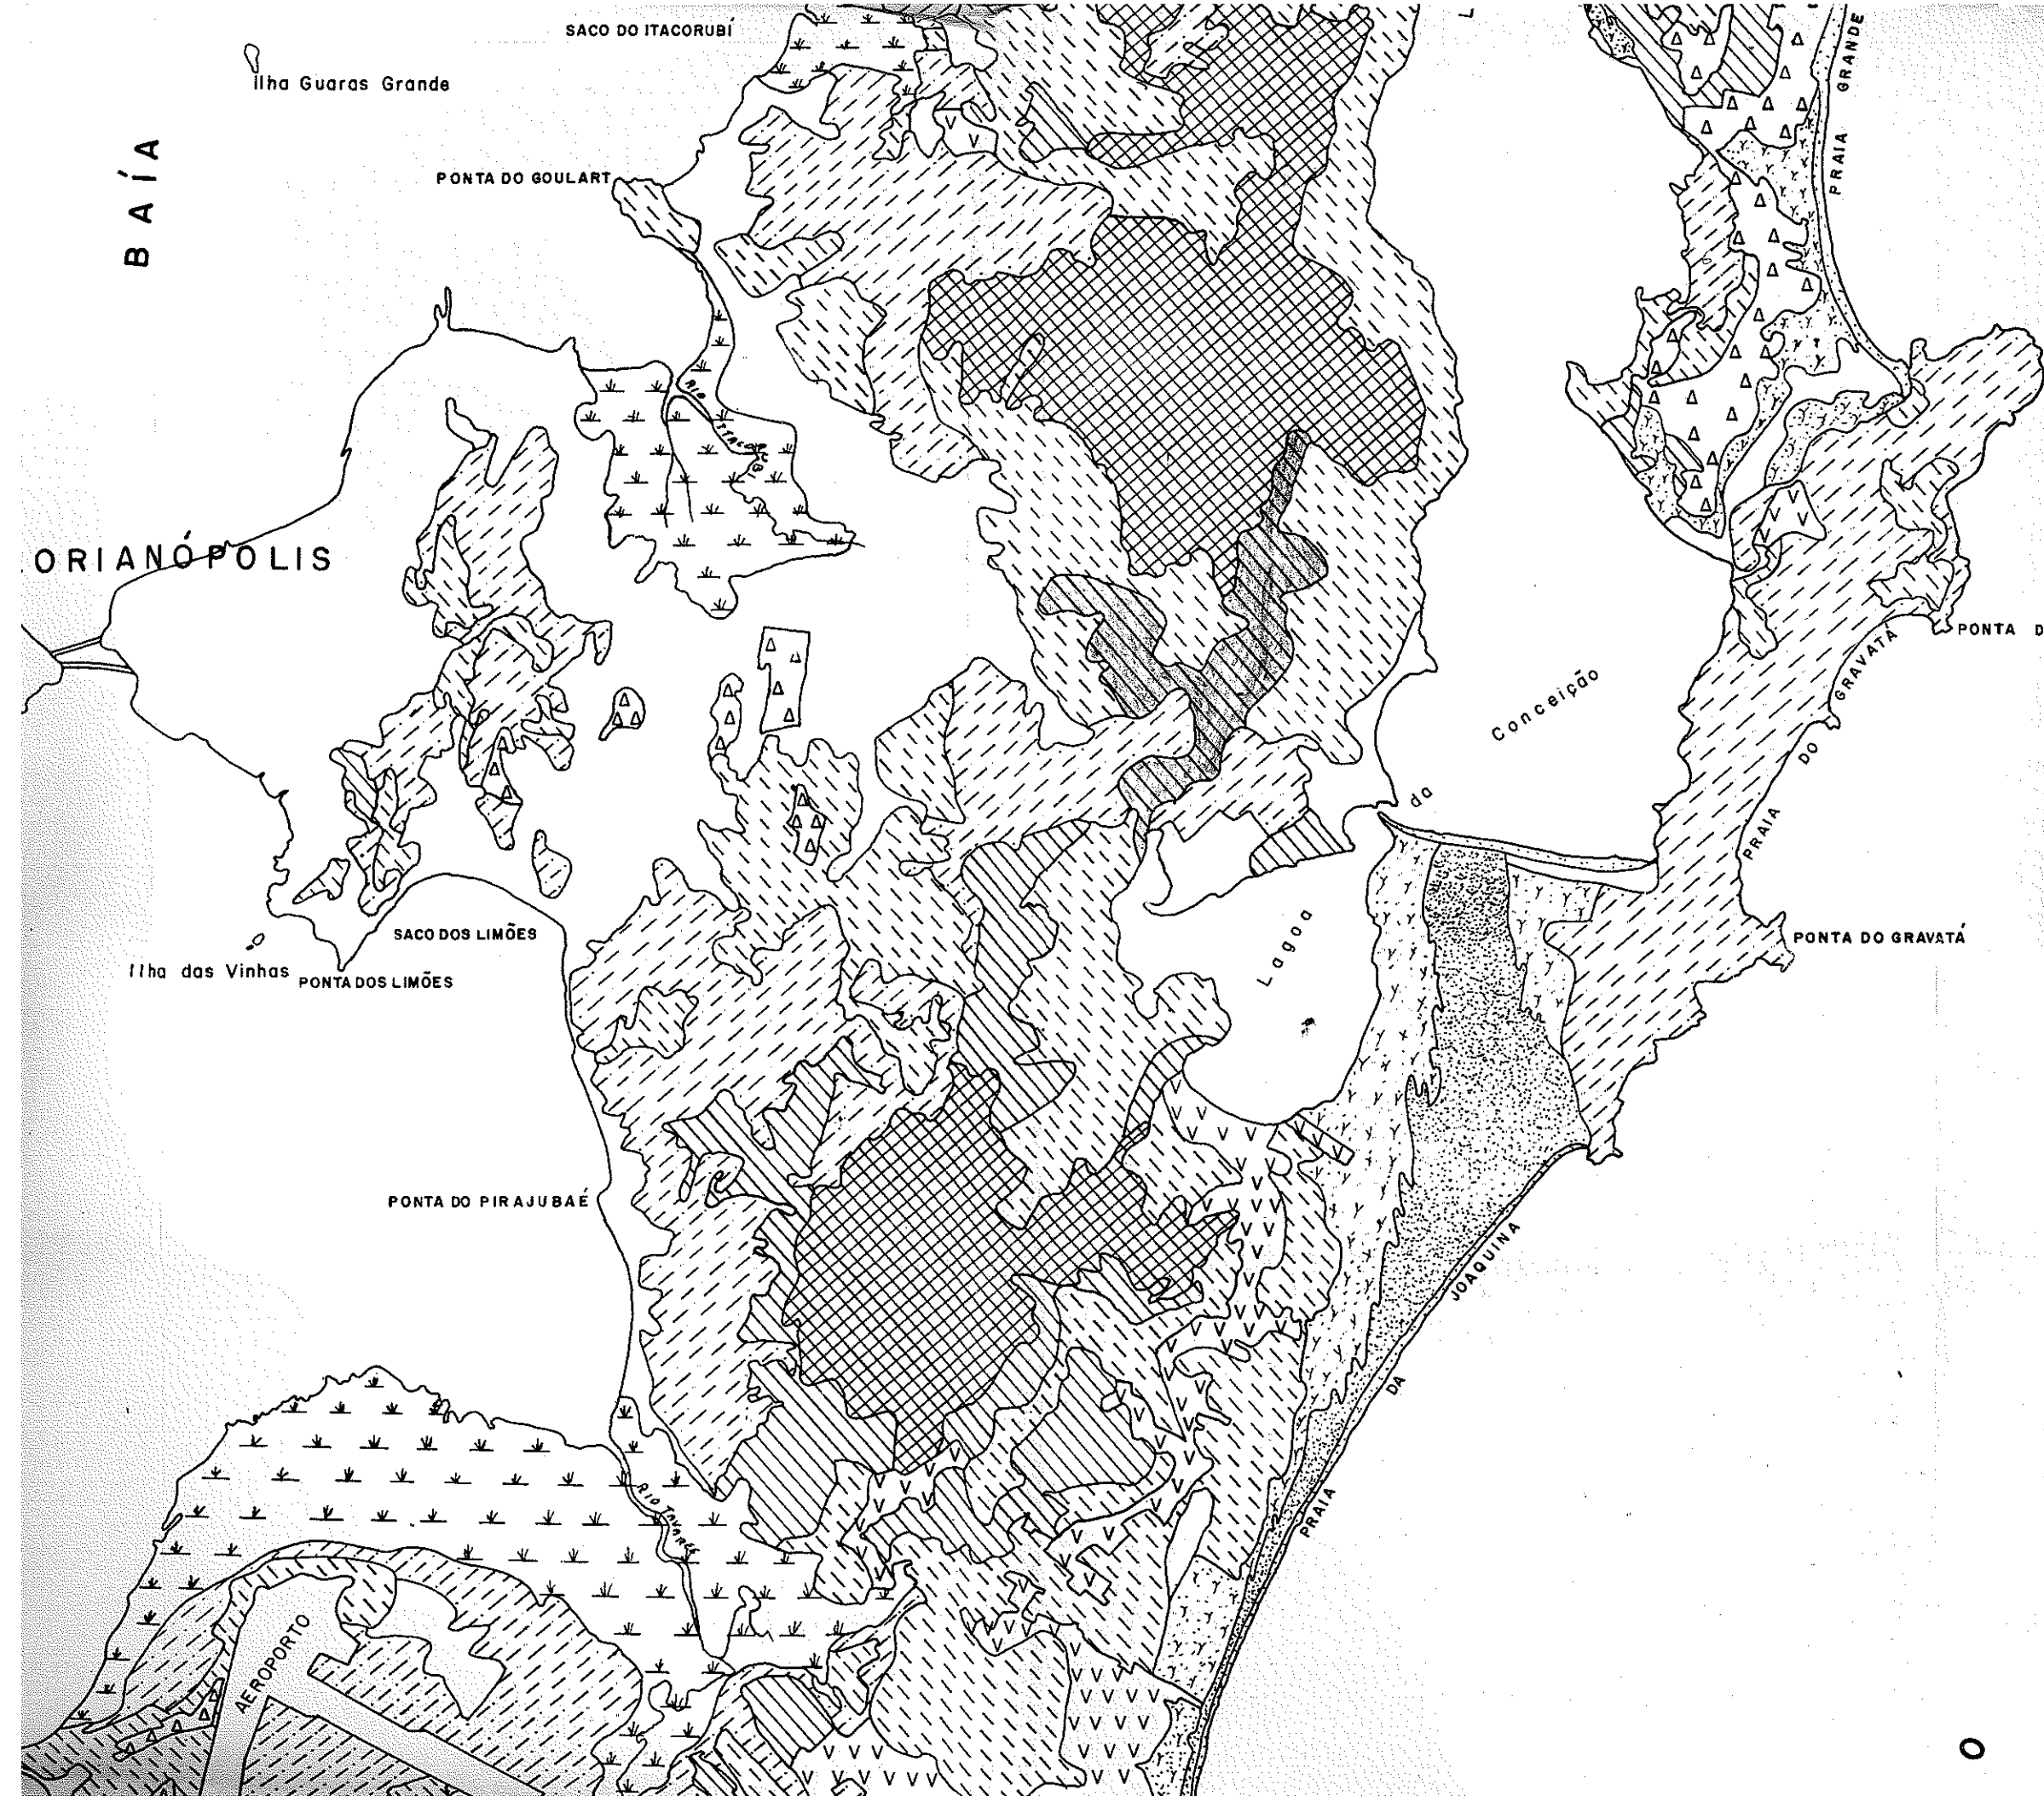 SACO DO ITACORUBÍ
Ilha Guaras Grande
BAÍA
PONTA DO GOULART
PRAIA GRANDE
RIO ITACORUBI
ORIANÓPOLIS
PONTA D
PRAIA DO GRAVATÁ
Lagoa da Conceição
SACO DOS LIMÕES
PONTA DO GRAVATÁ
Ilha das Vinhas
PONTA DOS LIMÕES
PONTA DO PIRAJUBAÉ
PRAIA DA JOAQUINA
RIO TAVARES
AEROPORTO
O